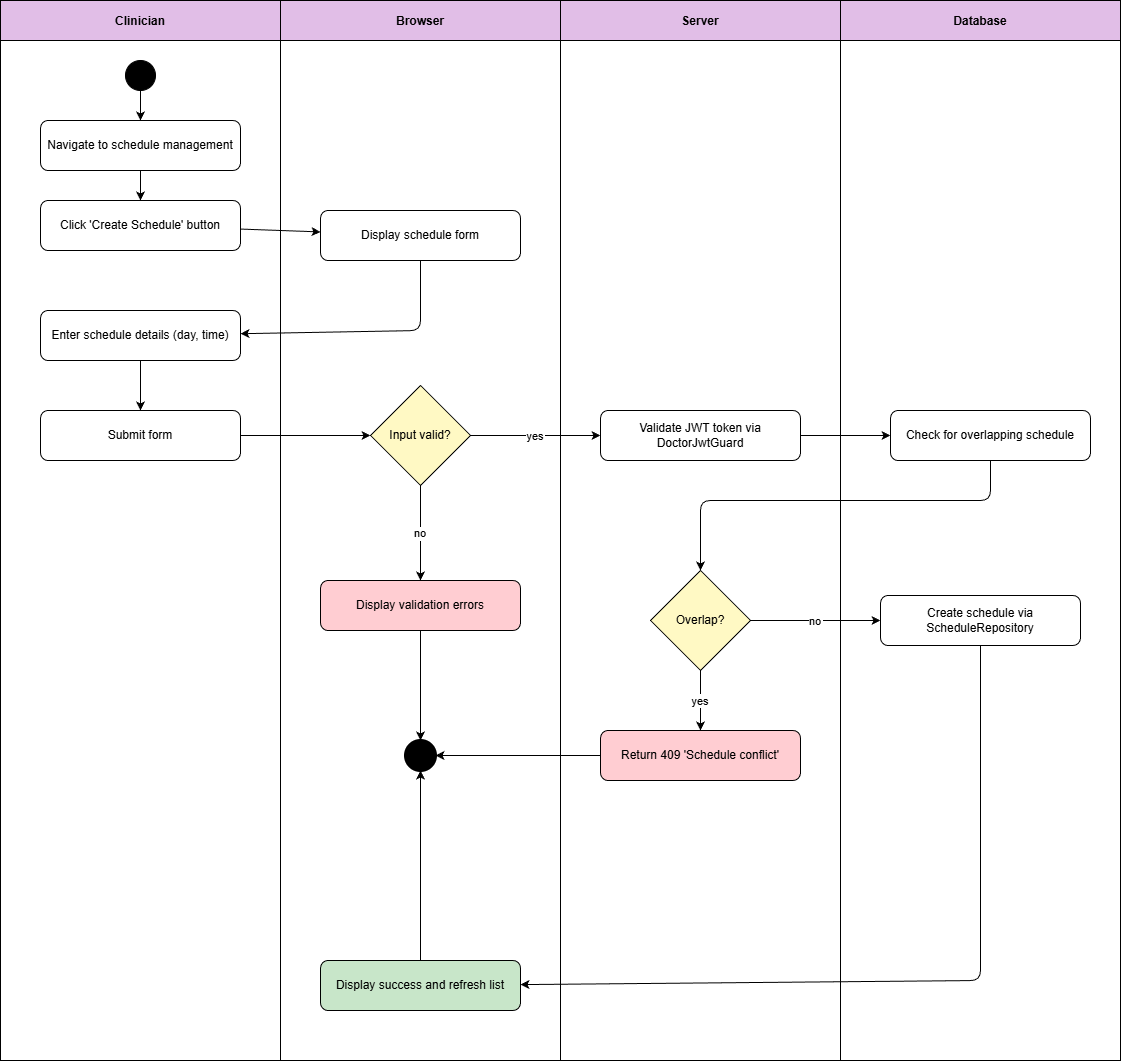 Clinician
Browser
Server
Database
Navigate to schedule management
Click 'Create Schedule' button
Display schedule form
Enter schedule details (day, time)
Submit form
Input valid?
yes
Validate JWT token via
DoctorJwtGuard
Check for overlapping schedule
no
Display validation errors
Overlap?
no
Create schedule via
ScheduleRepository
yes
Return 409 'Schedule conflict'
Display success and refresh list